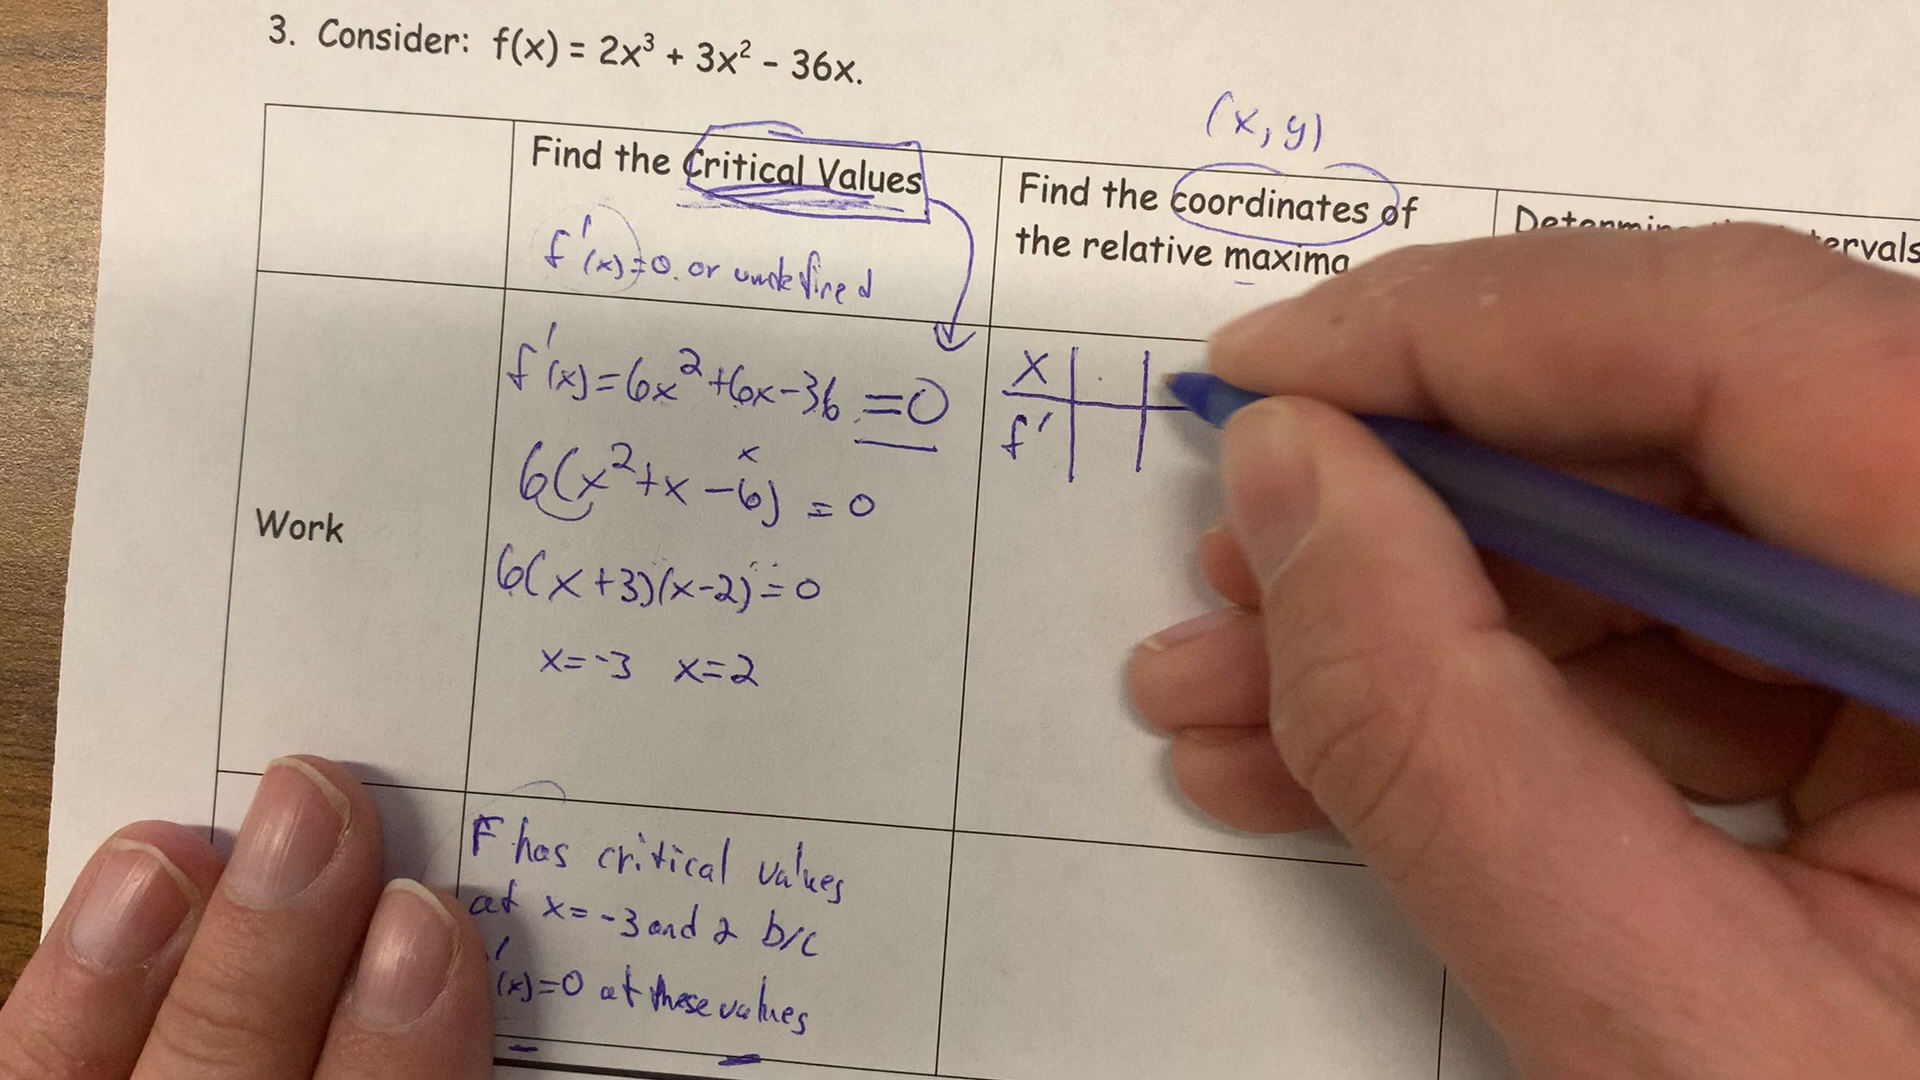 3. Consider: f(x) = 2x³ + 3x² - 36x.
(x, y)
Find the Critical Values
f'(x)=0 or undefined
Find the coordinates of
the relative maxima
Work
f'(x)=6x²+6x-36 =0
6(x²+x-6) = 0
6(x+3)(x-2)=0
x=-3 x=2
X
f'
F has critical values
at x=-3 and 2 b/c
'(x)=0 at these values